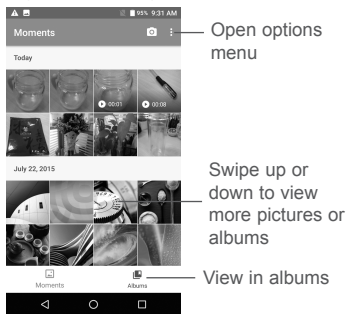 95% 9:31 AM
Moments
Open options
menu
Today
00:01
00:08
July 22, 2015
Swipe up or
down to view
more pictures or
albums
Moments
Albums
View in albums